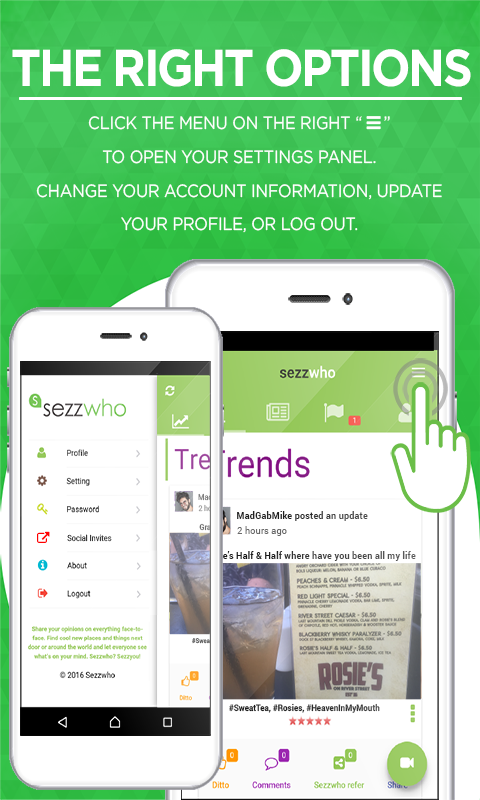 THE RIGHT OPTIONS
CLICK THE MENU ON THE RIGHT “☰”
TO OPEN YOUR SETTINGS PANEL.
CHANGE YOUR ACCOUNT INFORMATION, UPDATE
YOUR PROFILE, OR LOG OUT.
S sezzwho
Profile
Setting
Password
Social Invites
About
Logout
Share your opinions on everything face-to-
face. Find cool new places and things next
door or around the world and let everyone see
what's on your mind. Sezzwho? Sezzyou!
© 2016 Sezzwho
Tre
Mad
2 h
Gra
#Swea
0
Ditto
sezzwho
1
Trends
MadGabMike posted an update
2 hours ago
e's Half & Half where have you been all my life
PEACHES & CREAM - $6.50
RED LIGHT SPECIAL - $6.50
RIVER STREET CAESAR - $6.50
BLACKBERRY WHISKY PARALYZER - $6.50
ROSIE'S HALF & HALF - $6.50
ROSIE'S
ON RIVER STREET
#SweatTea, #Rosies, #HeavenInMyMouth
0
0
0
Ditto
Comments
Sezzwho refer
Share